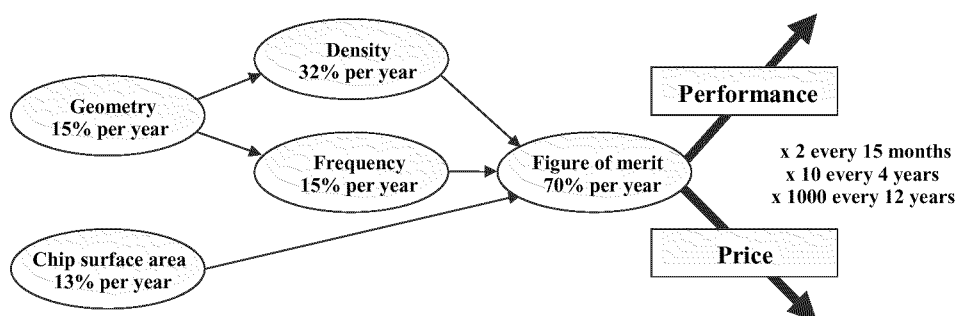 Density
32% per year
Geometry
15% per year
Frequency
15% per year
Chip surface area
13% per year
Figure of merit
70% per year
Performance
x 2 every 15 months
x 10 every 4 years
x 1000 every 12 years
Price